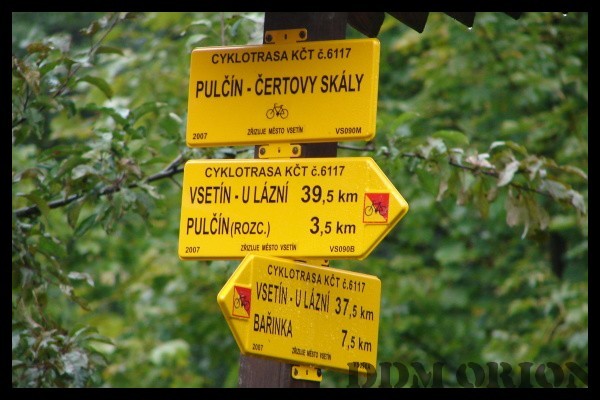 CYKLOTRASA KČT č.6117
PULČÍN - ČERTOVY SKÁLY
2007 ZŘIZUJE MĚSTO VSETÍN VS090M
CYKLOTRASA KČT č.6117
VSETÍN - U LÁZNÍ 39,5 km
PULČÍN (ROZC.) 3,5 km
2007 ZŘIZUJE MĚSTO VSETÍN VS090B
CYKLOTRASA KČT č.6117
VSETÍN - U LÁZNÍ 37,5 km
BAŘINKA 7,5 km
2007 ZŘIZUJE MĚSTO VSETÍN
DDM ORION